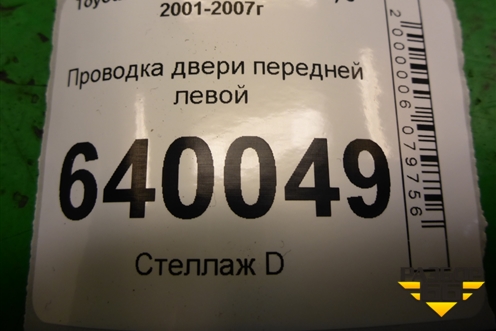 2001-2007г
Проводка двери передней
левой
640049
Стеллаж D
2000006079756